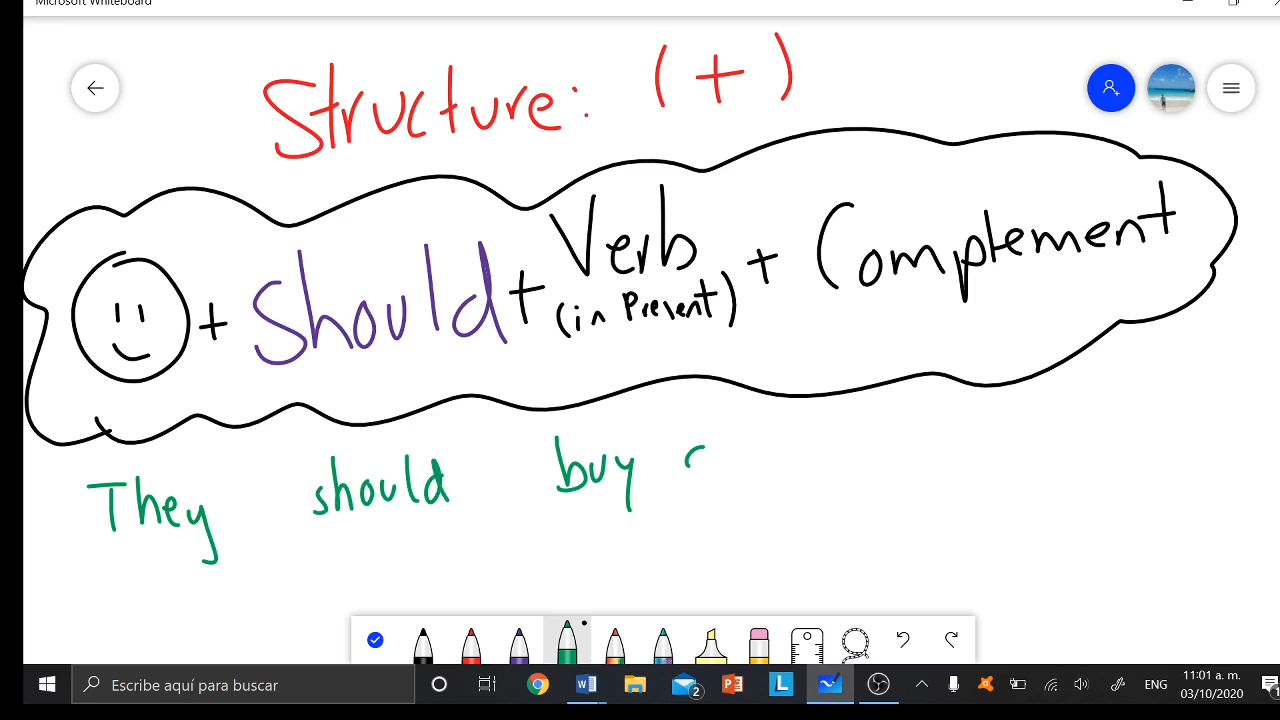 Microsoft Whiteboard
Structure: (+)
+ Should + Verb + Complement
(in Present)
They should buy
Escribe aquí para buscar
2
ENG
11:01 a. m.
03/10/2020